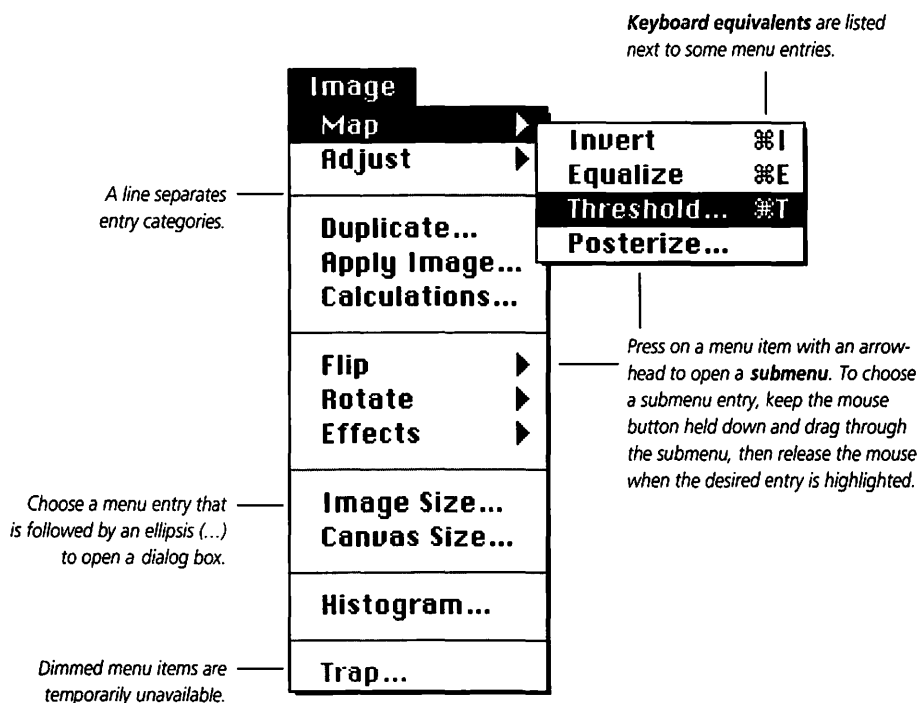 Keyboard equivalents are listed
next to some menu entries.
Image
Map
Adjust
Invert ⌘I
Equalize ⌘E
Threshold... ⌘T
Posterize...
A line separates
entry categories.
Duplicate...
Apply Image...
Calculations...
Flip
Rotate
Effects
Press on a menu item with an arrow-
head to open a submenu. To choose
a submenu entry, keep the mouse
button held down and drag through
the submenu, then release the mouse
when the desired entry is highlighted.
Choose a menu entry that
is followed by an ellipsis (...)
to open a dialog box.
Image Size...
Canvas Size...
Histogram...
Dimmed menu items are
temporarily unavailable.
Trap...